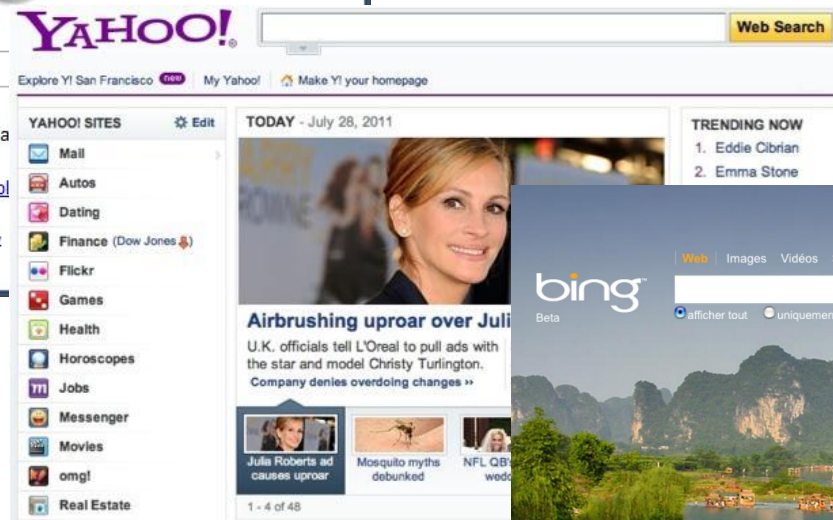 YAHOO!
Web Search
Explore Y! San Francisco new My Yahoo! Make Y! your homepage
YAHOO! SITES Edit
Mail
Autos
Dating
Finance (Dow Jones)
Flickr
Games
Health
Horoscopes
Jobs
Messenger
Movies
omg!
Real Estate
TODAY - July 28, 2011
Airbrushing uproar over Juli
U.K. officials tell L'Oreal to pull ads with
the star and model Christy Turlington.
Company denies overdoing changes »
Julia Roberts ad
causes uproar
Mosquito myths
debunked
NFL QB's
wedd
1 - 4 of 48
TRENDING NOW
1. Eddie Cibrian
2. Emma Stone
bing
Beta
Web Images Vidéos
afficher tout uniquemen